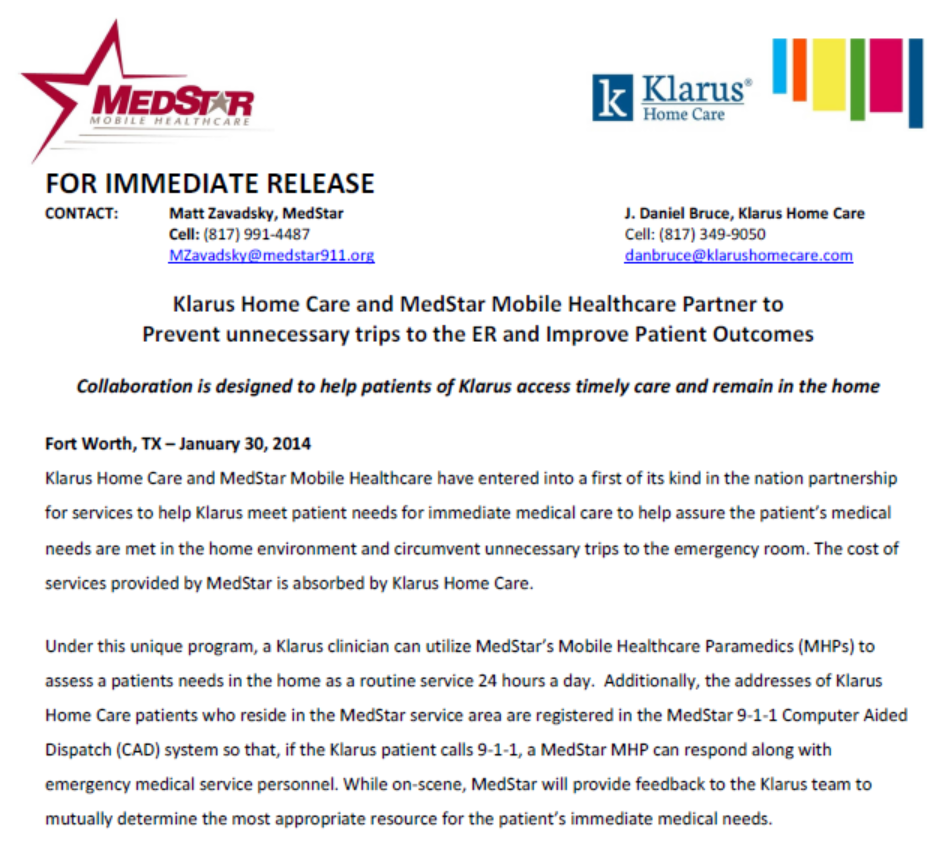 MEDSTAR
MOBILE HEALTHCARE
k Klarus®
Home Care
FOR IMMEDIATE RELEASE
CONTACT: Matt Zavadsky, MedStar J. Daniel Bruce, Klarus Home Care
Cell: (817) 991-4487 Cell: (817) 349-9050
MZavadsky@medstar911.org danbruce@klarushomecare.com
Klarus Home Care and MedStar Mobile Healthcare Partner to
Prevent unnecessary trips to the ER and Improve Patient Outcomes
Collaboration is designed to help patients of Klarus access timely care and remain in the home
Fort Worth, TX – January 30, 2014
Klarus Home Care and MedStar Mobile Healthcare have entered into a first of its kind in the nation partnership
for services to help Klarus meet patient needs for immediate medical care to help assure the patient's medical
needs are met in the home environment and circumvent unnecessary trips to the emergency room. The cost of
services provided by MedStar is absorbed by Klarus Home Care.
Under this unique program, a Klarus clinician can utilize MedStar's Mobile Healthcare Paramedics (MHPs) to
assess a patients needs in the home as a routine service 24 hours a day. Additionally, the addresses of Klarus
Home Care patients who reside in the MedStar service area are registered in the MedStar 9-1-1 Computer Aided
Dispatch (CAD) system so that, if the Klarus patient calls 9-1-1, a MedStar MHP can respond along with
emergency medical service personnel. While on-scene, MedStar will provide feedback to the Klarus team to
mutually determine the most appropriate resource for the patient's immediate medical needs.